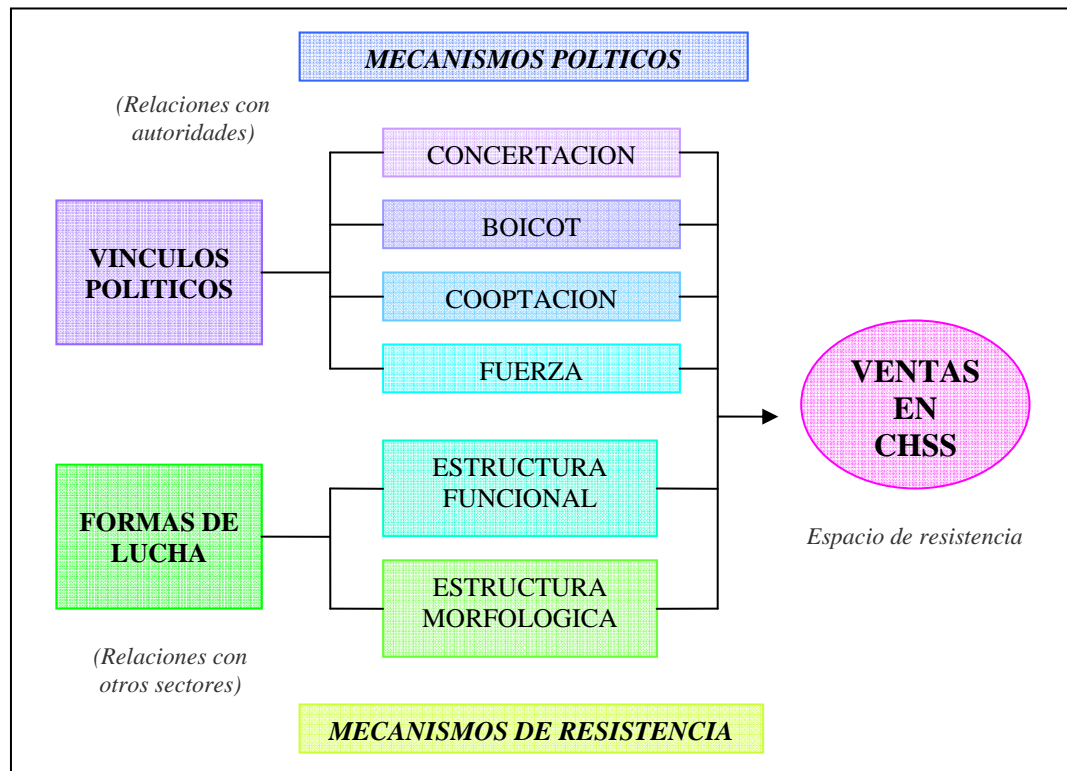 MECANISMOS POLTICOS
(Relaciones con
autoridades)
VINCULOS
POLITICOS
CONCERTACION
BOICOT
COOPTACION
FUERZA
FORMAS DE
LUCHA
(Relaciones con
otros sectores)
ESTRUCTURA
FUNCIONAL
ESTRUCTURA
MORFOLOGICA
VENTAS
EN
CHSS
Espacio de resistencia
MECANISMOS DE RESISTENCIA